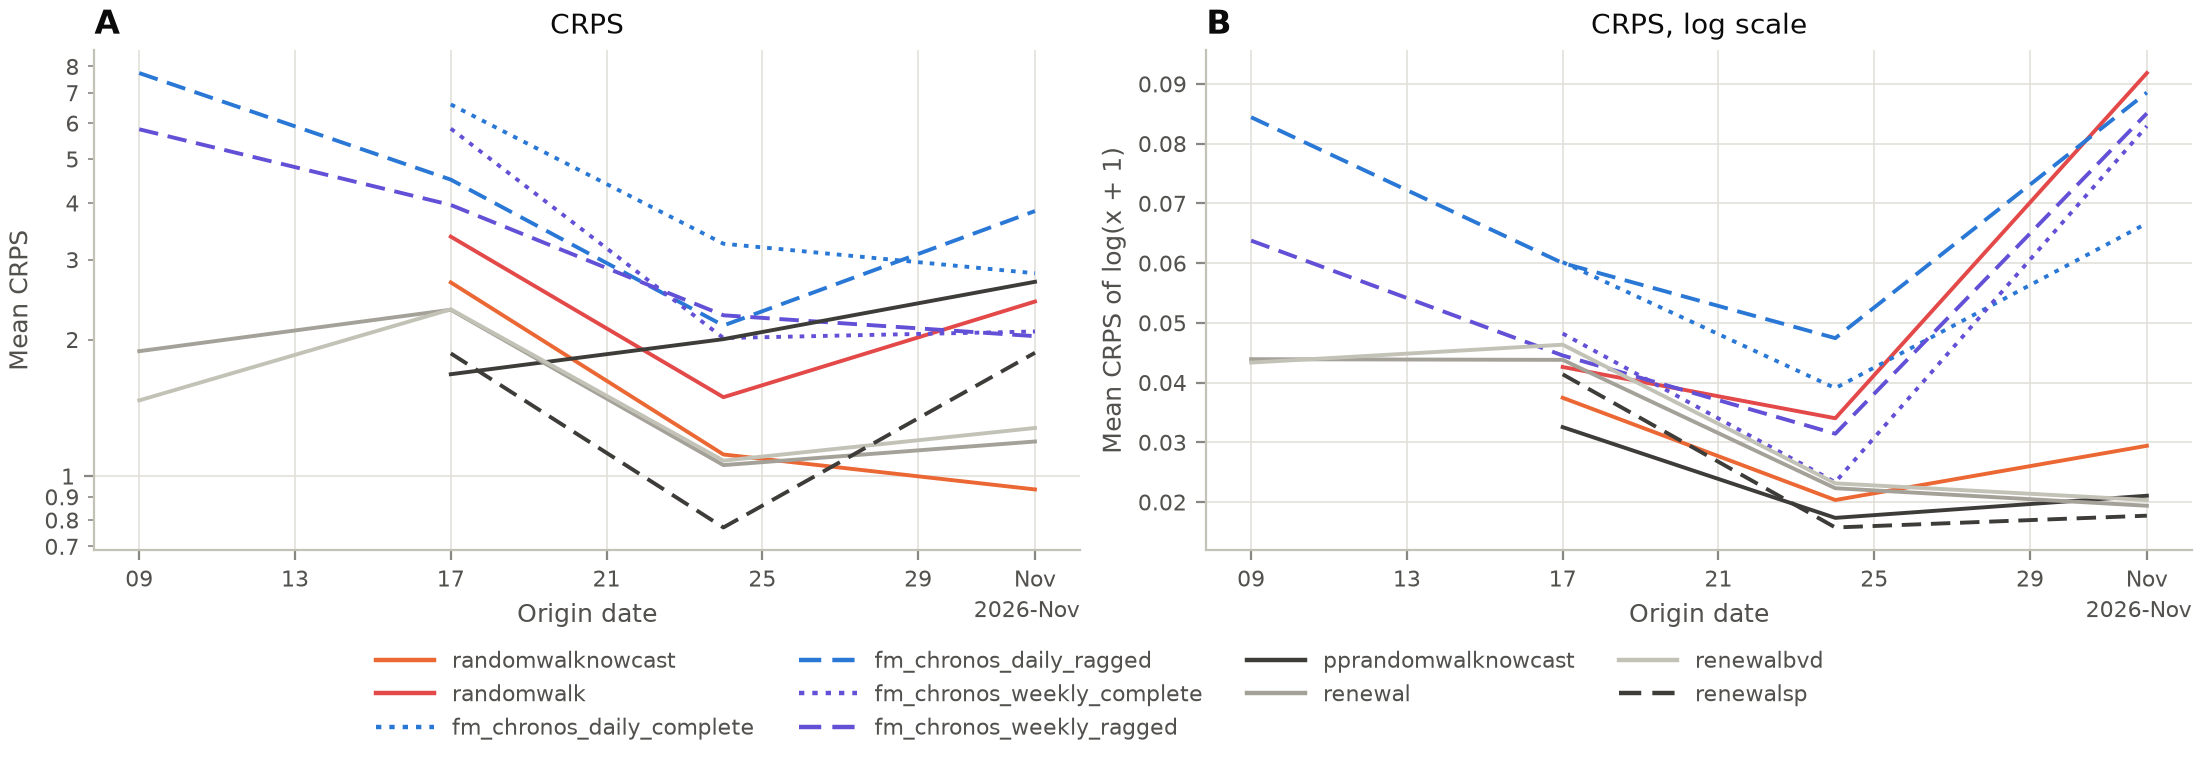 A
CRPS
B
CRPS, log scale
Mean CRPS
8
7
6
5
4
3
2
1
0.9
0.8
0.7
09
13
17
21
25
29
Nov
2026-Nov
Origin date
Mean CRPS of log(x + 1)
0.09
0.08
0.07
0.06
0.05
0.04
0.03
0.02
09
13
17
21
25
29
Nov
2026-Nov
Origin date
randomwalknowcast
randomwalk
fm_chronos_daily_complete
fm_chronos_daily_ragged
fm_chronos_weekly_complete
fm_chronos_weekly_ragged
pprandomwalknowcast
renewal
renewalbvd
renewalsp